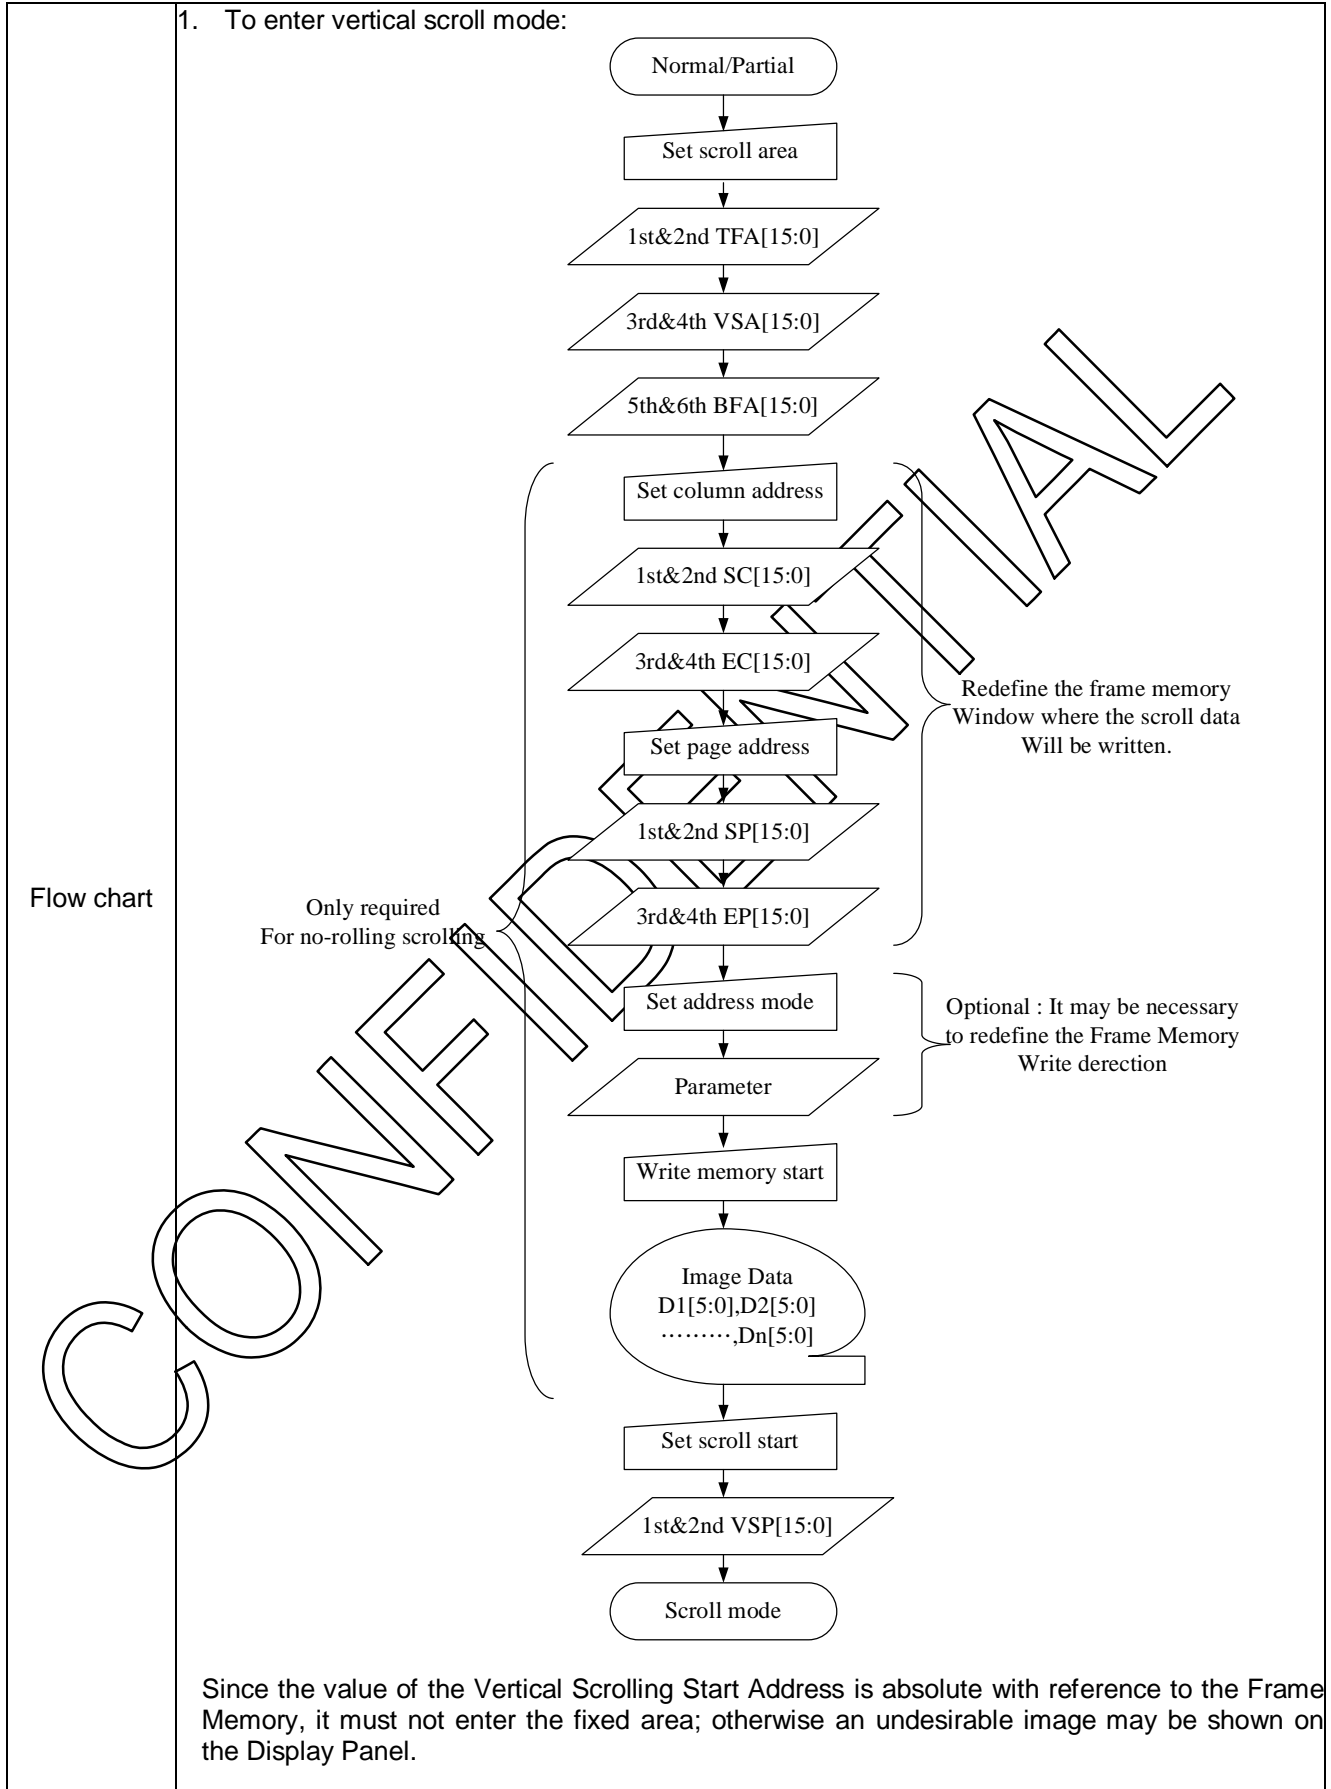 1. To enter vertical scroll mode:
Normal/Partial
Set scroll area
1st&2nd TFA[15:0]
3rd&4th VSA[15:0]
5th&6th BFA[15:0]
Set column address
1st&2nd SC[15:0]
3rd&4th EC[15:0]
Redefine the frame memory
Window where the scroll data
Will be written.
Set page address
1st&2nd SP[15:0]
Flow chart
Only required
For no-rolling scrolling
3rd&4th EP[15:0]
Set address mode
Optional : It may be necessary
to redefine the Frame Memory
Write derection
Parameter
Write memory start
Image Data
D1[5:0],D2[5:0]
………,Dn[5:0]
Set scroll start
1st&2nd VSP[15:0]
Scroll mode
Since the value of the Vertical Scrolling Start Address is absolute with reference to the Frame
Memory, it must not enter the fixed area; otherwise an undesirable image may be shown on
the Display Panel.
CONFIDENTIAL